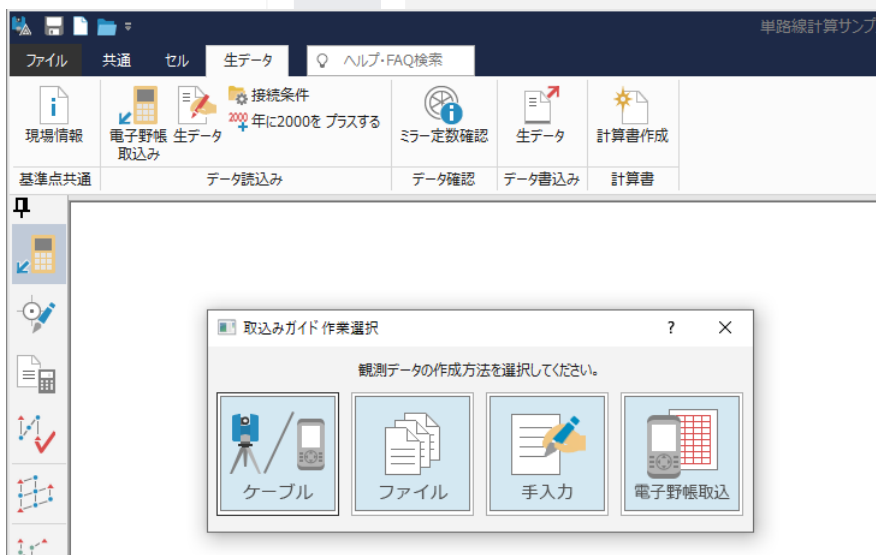 単路線計算サンプ
ファイル 共通 セル 生データ ヘルプ・FAQ検索
現場情報
電子野帳取込み
生データ
接続条件
2000 年に2000を プラスする
ミラー定数確認
生データ
計算書作成
基準点共通 データ読込み データ確認 データ書込み 計算書
取込みガイド 作業選択 ?
観測データの作成方法を選択してください。
ケーブル ファイル 手入力 電子野帳取込